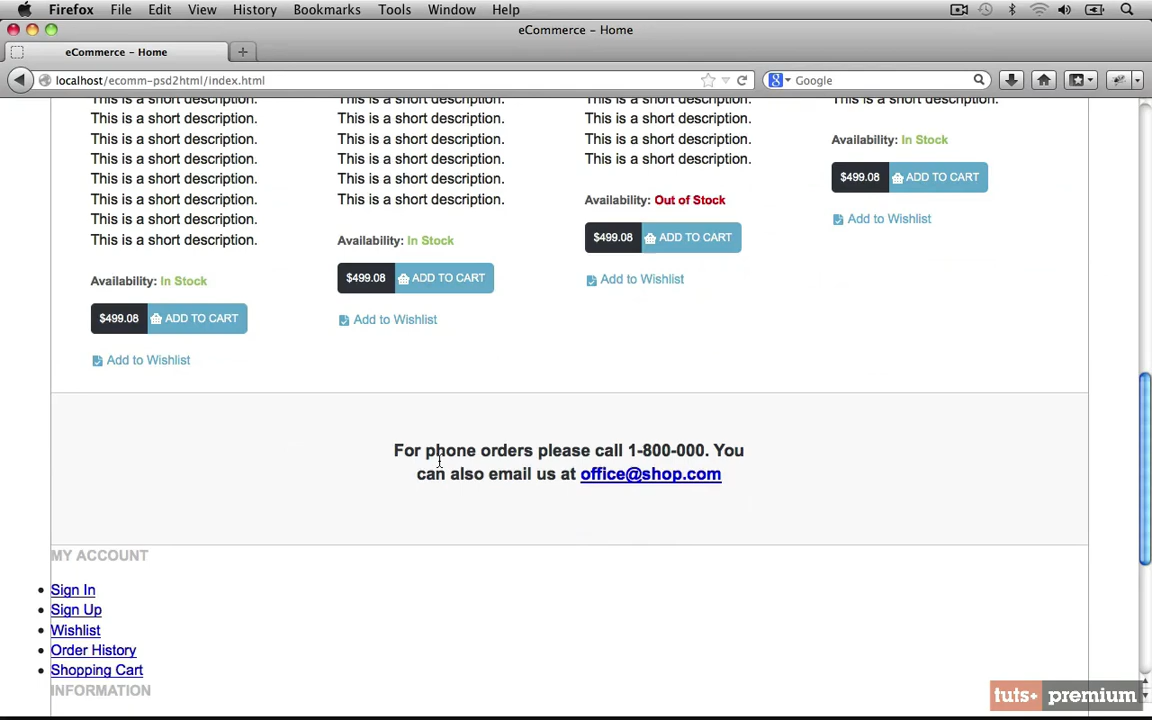 Firefox File Edit View History Bookmarks Tools Window Help
eCommerce – Home
eCommerce – Home
localhost/ecomm-psd2html/index.html
Google
This is a short description. This is a short description. This is a short description. This is a short description.
This is a short description. This is a short description. This is a short description.
This is a short description. This is a short description. This is a short description.
This is a short description. This is a short description. This is a short description.
This is a short description. This is a short description.
This is a short description. This is a short description.
This is a short description.
This is a short description.
Availability: In Stock
$499.08 ADD TO CART
Add to Wishlist
Availability: In Stock
$499.08 ADD TO CART
Add to Wishlist
Availability: Out of Stock
$499.08 ADD TO CART
Add to Wishlist
Availability: In Stock
$499.08 ADD TO CART
Add to Wishlist
For phone orders please call 1-800-000. You
can also email us at office@shop.com
MY ACCOUNT
Sign In
Sign Up
Wishlist
Order History
Shopping Cart
INFORMATION
tuts+ premium